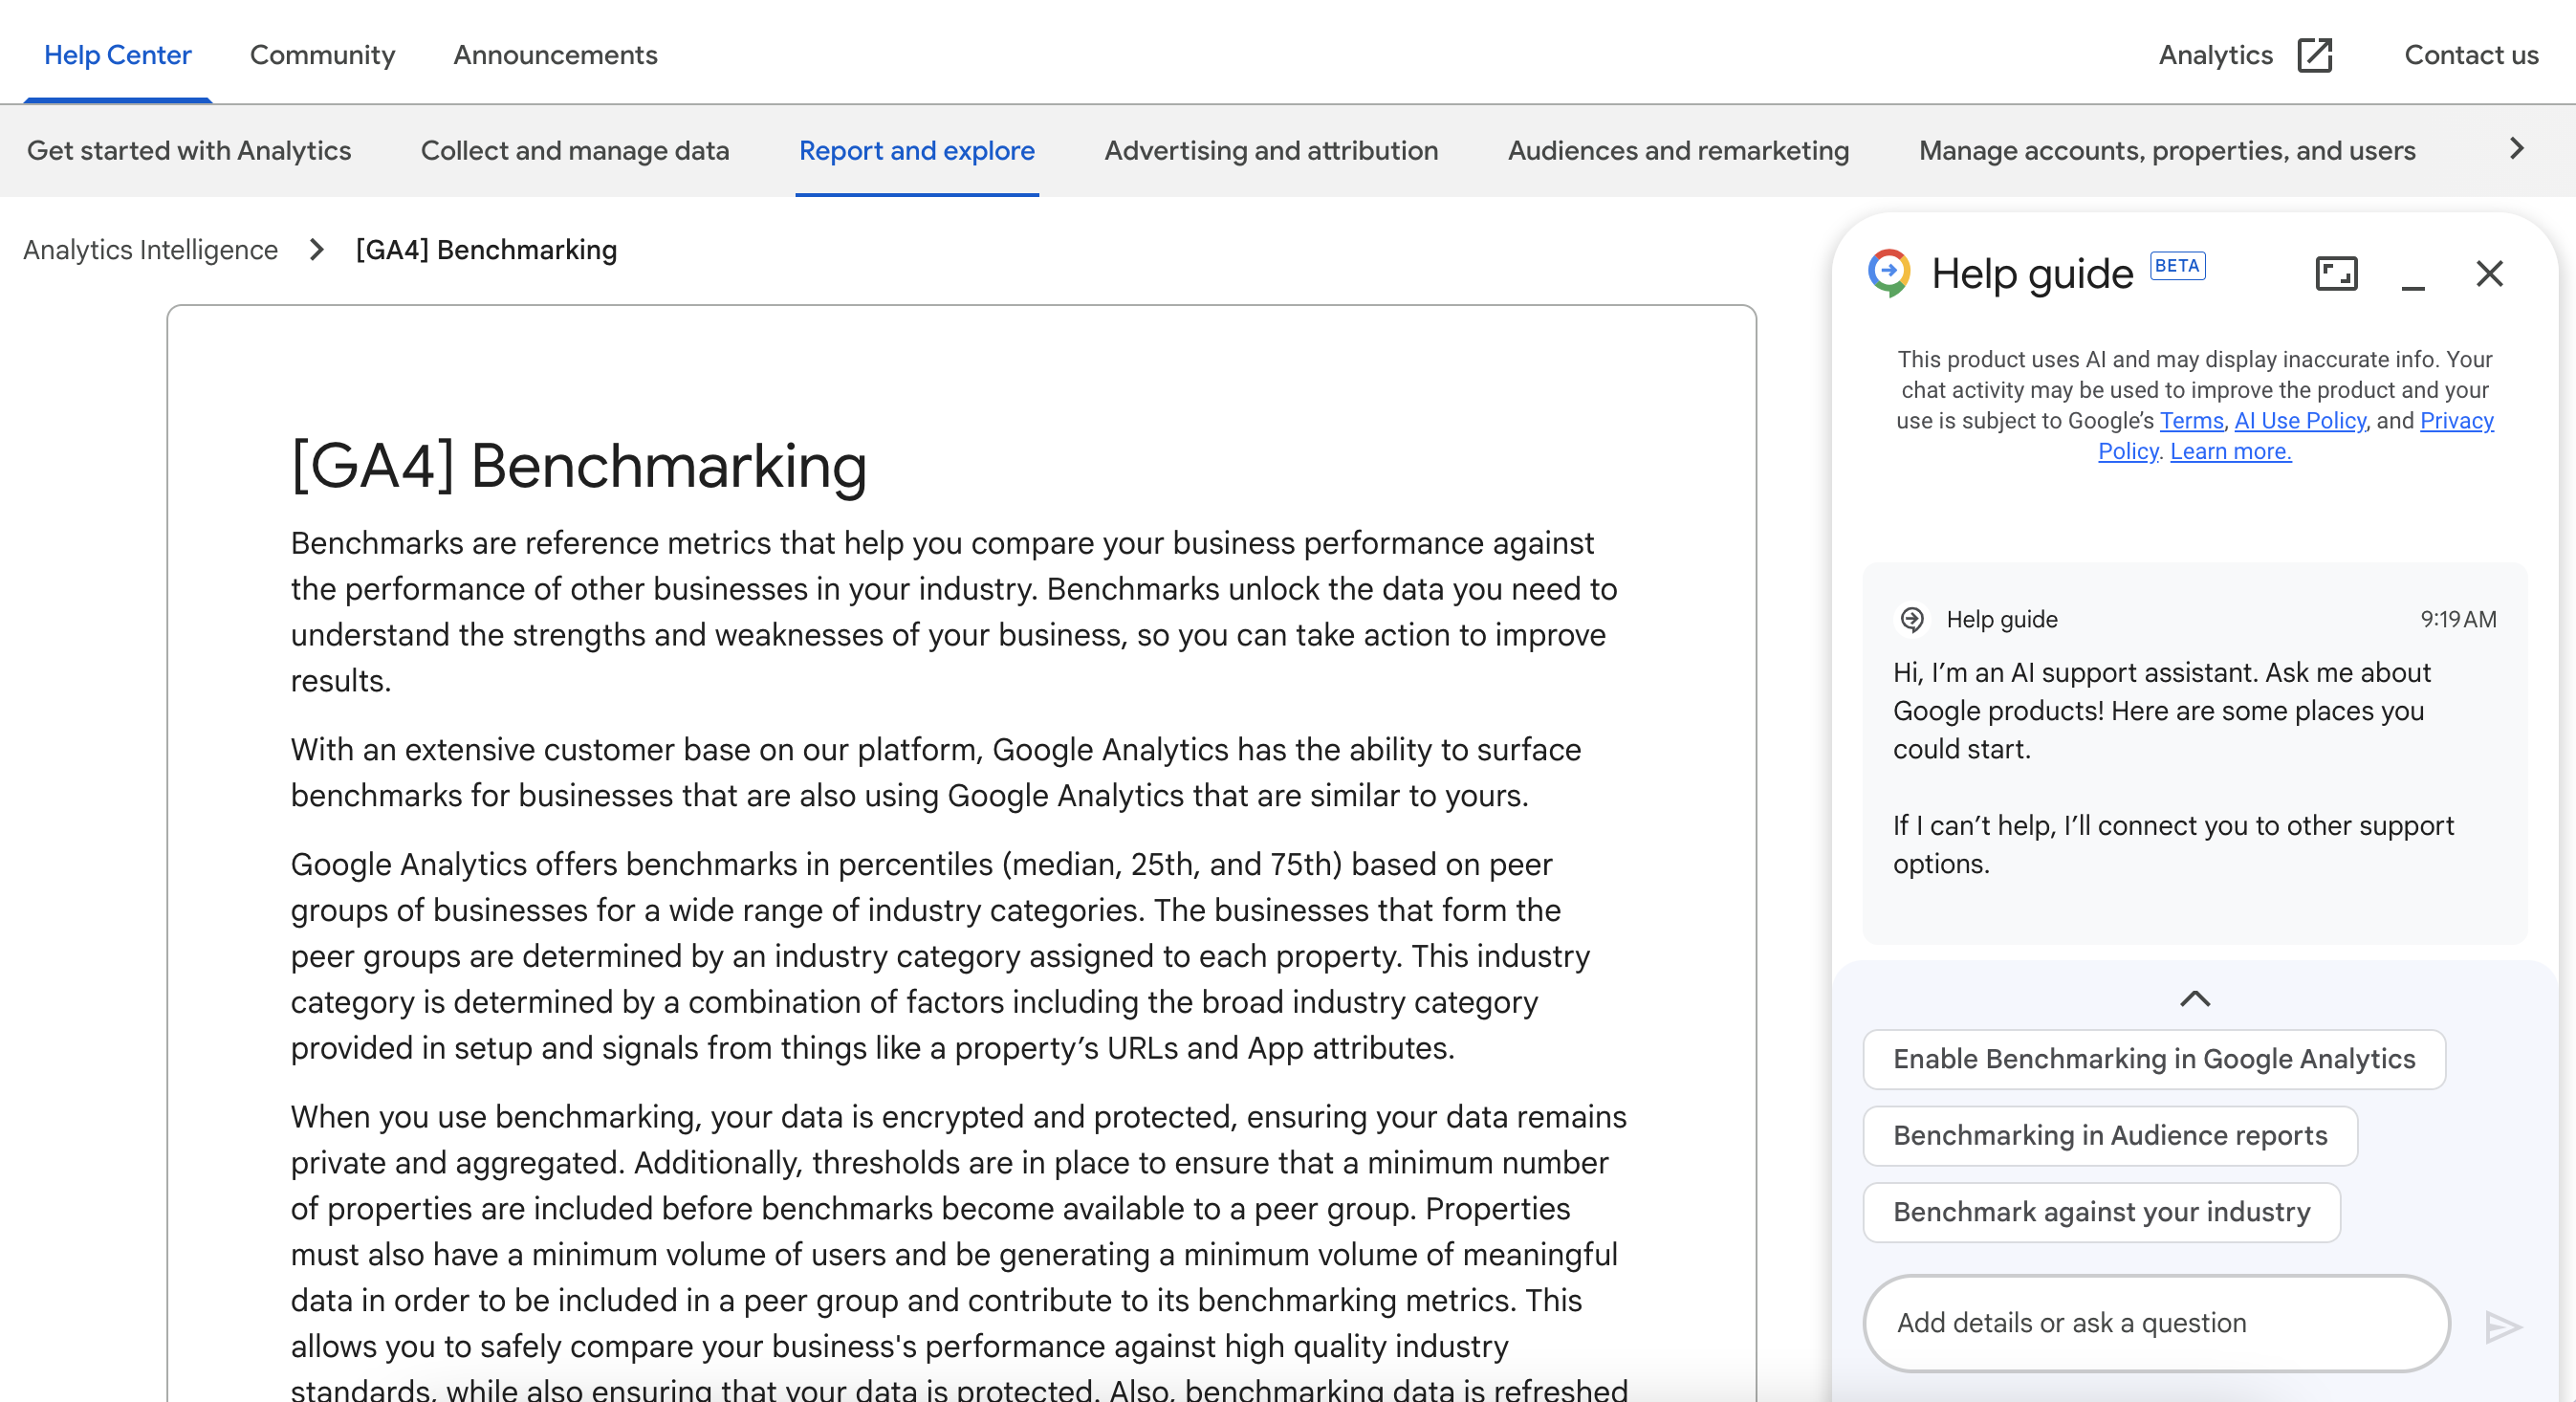 Help Center
Community
Announcements
Analytics
Contact us
Get started with Analytics
Collect and manage data
Report and explore
Advertising and attribution
Audiences and remarketing
Manage accounts, properties, and users
Analytics Intelligence
[GA4] Benchmarking
[GA4] Benchmarking
Benchmarks are reference metrics that help you compare your business performance against
the performance of other businesses in your industry. Benchmarks unlock the data you need to
understand the strengths and weaknesses of your business, so you can take action to improve
results.
With an extensive customer base on our platform, Google Analytics has the ability to surface
benchmarks for businesses that are also using Google Analytics that are similar to yours.
Google Analytics offers benchmarks in percentiles (median, 25th, and 75th) based on peer
groups of businesses for a wide range of industry categories. The businesses that form the
peer groups are determined by an industry category assigned to each property. This industry
category is determined by a combination of factors including the broad industry category
provided in setup and signals from things like a property’s URLs and App attributes.
When you use benchmarking, your data is encrypted and protected, ensuring your data remains
private and aggregated. Additionally, thresholds are in place to ensure that a minimum number
of properties are included before benchmarks become available to a peer group. Properties
must also have a minimum volume of users and be generating a minimum volume of meaningful
data in order to be included in a peer group and contribute to its benchmarking metrics. This
allows you to safely compare your business's performance against high quality industry
standards, while also ensuring that your data is protected. Also, benchmarking data is refreshed
Help guide
BETA
This product uses AI and may display inaccurate info. Your
chat activity may be used to improve the product and your
use is subject to Google’s Terms, AI Use Policy, and Privacy
Policy. Learn more.
Help guide
9:19 AM
Hi, I’m an AI support assistant. Ask me about
Google products! Here are some places you
could start.
If I can’t help, I’ll connect you to other support
options.
Enable Benchmarking in Google Analytics
Benchmarking in Audience reports
Benchmark against your industry
Add details or ask a question